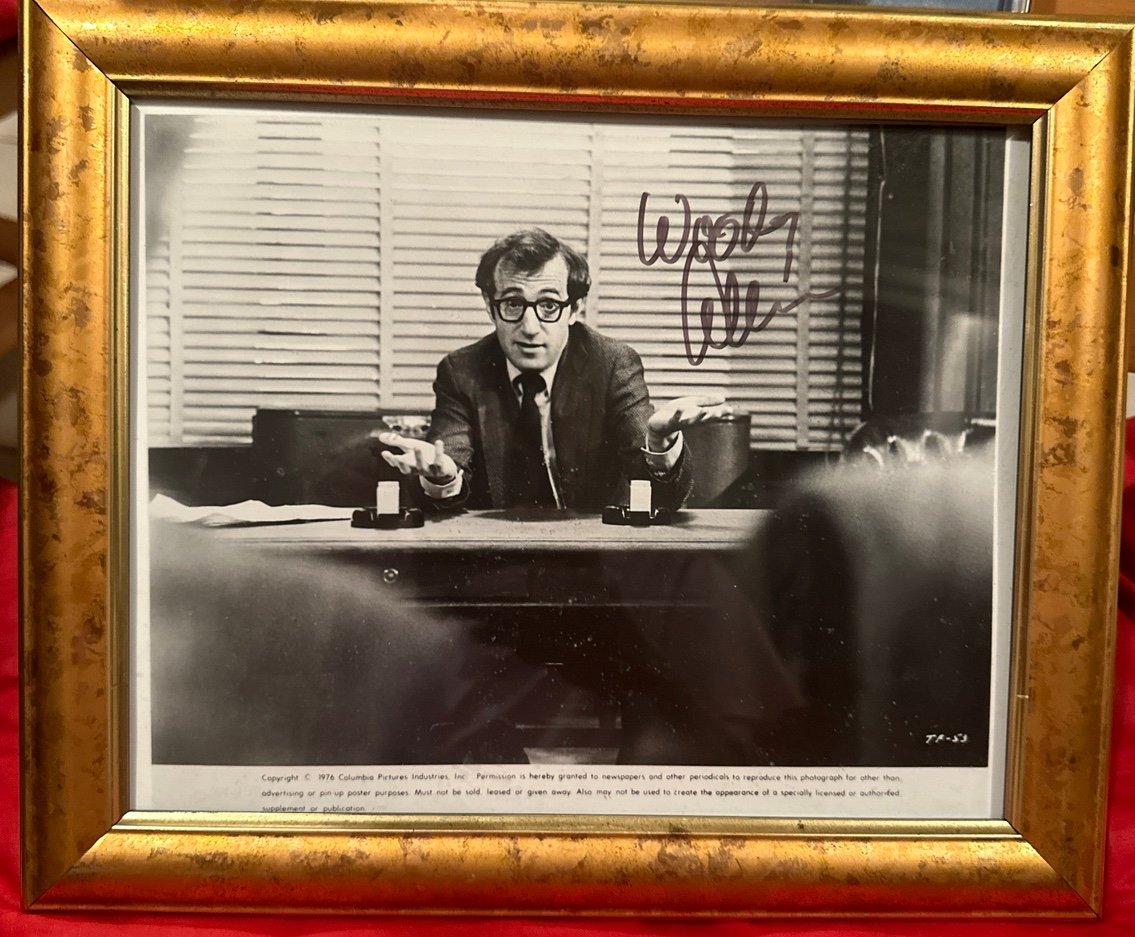 Woody
Allen
TF-53
Copyright © 1976 Columbia Pictures Industries, Inc. Permission is hereby granted to newspapers and other periodicals to reproduce this photograph for other than
advertising or pin-up poster purposes. Must not be sold, leased or given away. Also may not be used to create the appearance of a specially licensed or authorized
supplement or publication.